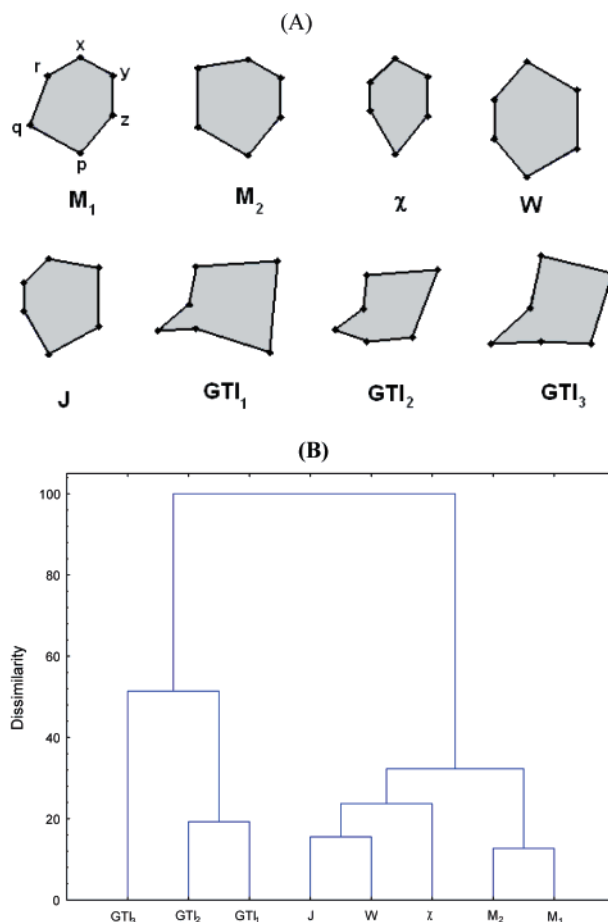 (A)
x
r
y
q
z
p
M₁
M₂
χ
W
J
GTI₁
GTI₂
GTI₃
(B)
100
80
60
40
20
0
Dissimilarity
GTI₃ GTI₂ GTI₁ J W χ M₂ M₁